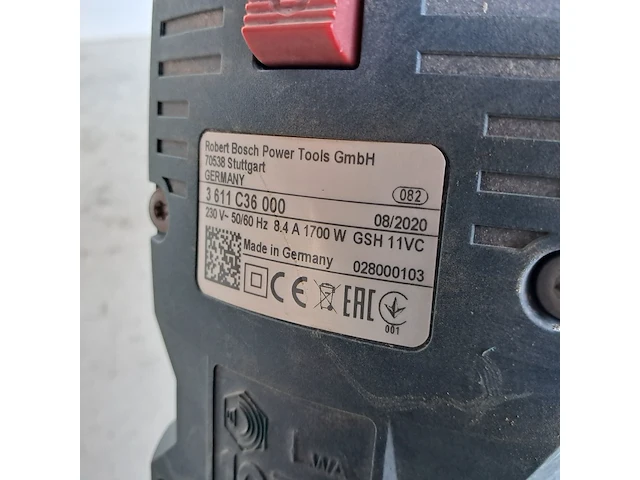 Robert Bosch Power Tools GmbH
70538 Stuttgart
GERMANY
082
3 611 C36 000
08/2020
230 V~ 50/60 Hz 8.4 A 1700 W GSH 11VC
Made in Germany
028000103
CE EAC
001
LWA